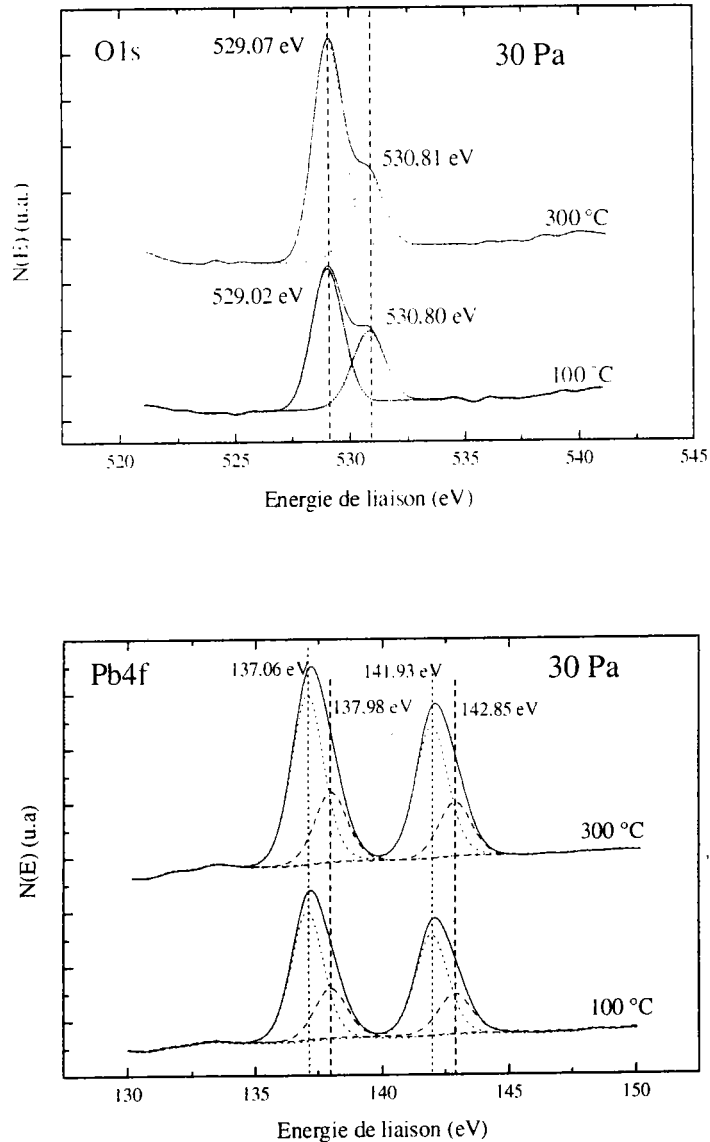 O1s
529.07 eV
30 Pa
530.81 eV
300 °C
529.02 eV
530.80 eV
100 °C
N(E) (u.a.)
520 525 530 535 540 545
Energie de liaison (eV)
Pb4f
137.06 eV
141.93 eV
30 Pa
137.98 eV
142.85 eV
300 °C
100 °C
N(E) (u.a)
130 135 140 145 150
Energie de liaison (eV)